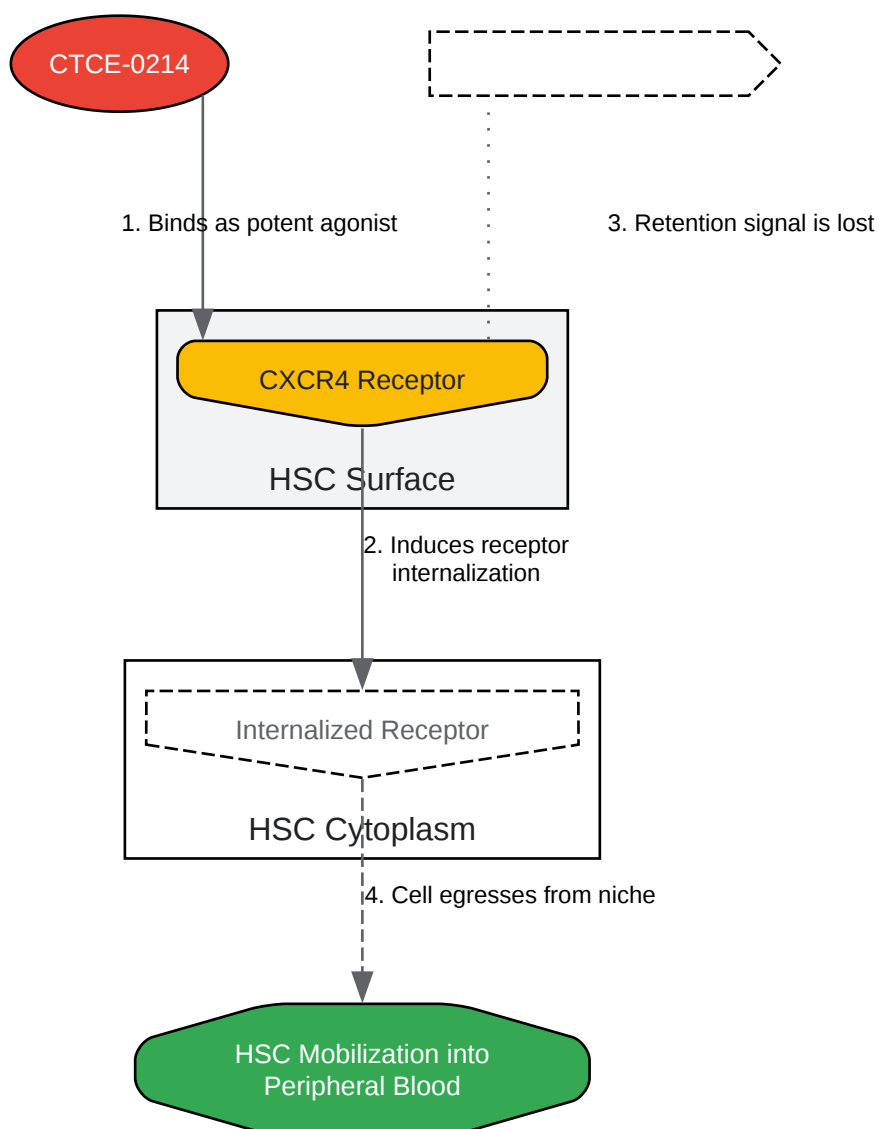 CTCE-0214
1. Binds as potent agonist
3. Retention signal is lost
CXCR4 Receptor
HSC Surface
2. Induces receptor
internalization
Internalized Receptor
HSC Cytoplasm
4. Cell egresses from niche
HSC Mobilization into
Peripheral Blood